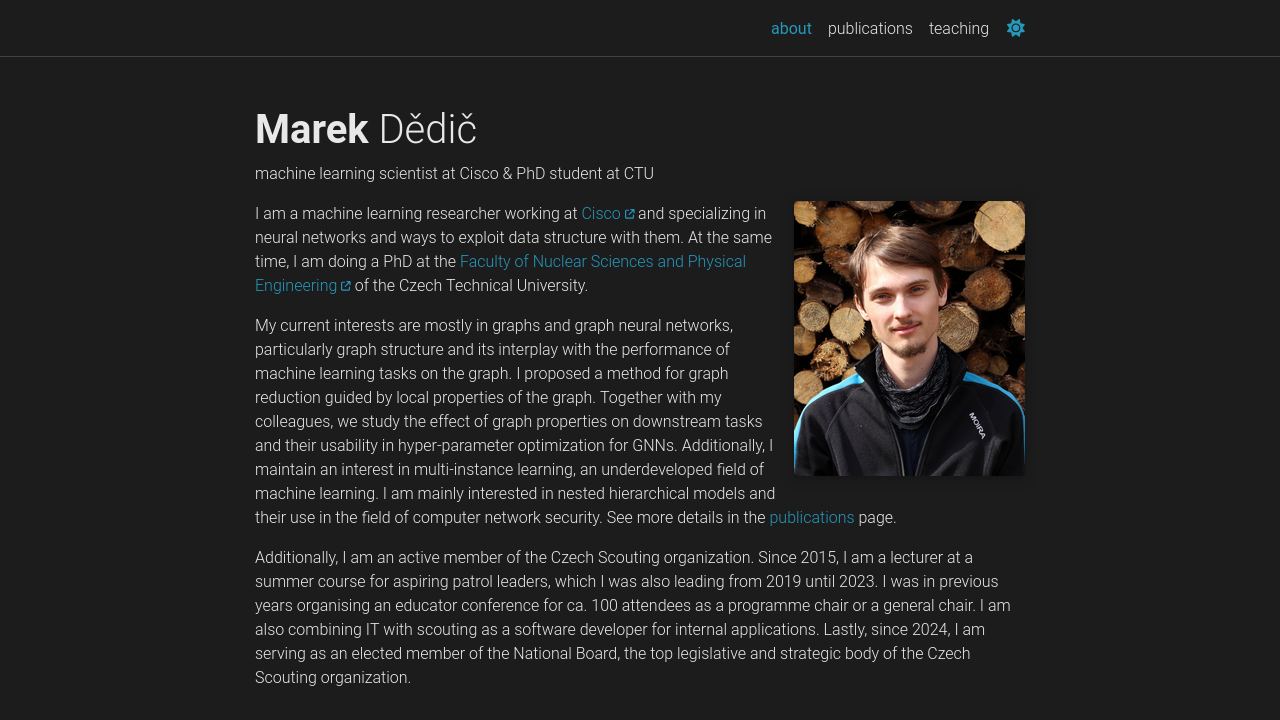 about publications teaching
Marek Dědič
machine learning scientist at Cisco & PhD student at CTU
I am a machine learning researcher working at Cisco and specializing in
neural networks and ways to exploit data structure with them. At the same
time, I am doing a PhD at the Faculty of Nuclear Sciences and Physical
Engineering of the Czech Technical University.
My current interests are mostly in graphs and graph neural networks,
particularly graph structure and its interplay with the performance of
machine learning tasks on the graph. I proposed a method for graph
reduction guided by local properties of the graph. Together with my
colleagues, we study the effect of graph properties on downstream tasks
and their usability in hyper-parameter optimization for GNNs. Additionally, I
maintain an interest in multi-instance learning, an underdeveloped field of
machine learning. I am mainly interested in nested hierarchical models and
their use in the field of computer network security. See more details in the publications page.
MOIRA
Additionally, I am an active member of the Czech Scouting organization. Since 2015, I am a lecturer at a
summer course for aspiring patrol leaders, which I was also leading from 2019 until 2023. I was in previous
years organising an educator conference for ca. 100 attendees as a programme chair or a general chair. I am
also combining IT with scouting as a software developer for internal applications. Lastly, since 2024, I am
serving as an elected member of the National Board, the top legislative and strategic body of the Czech
Scouting organization.